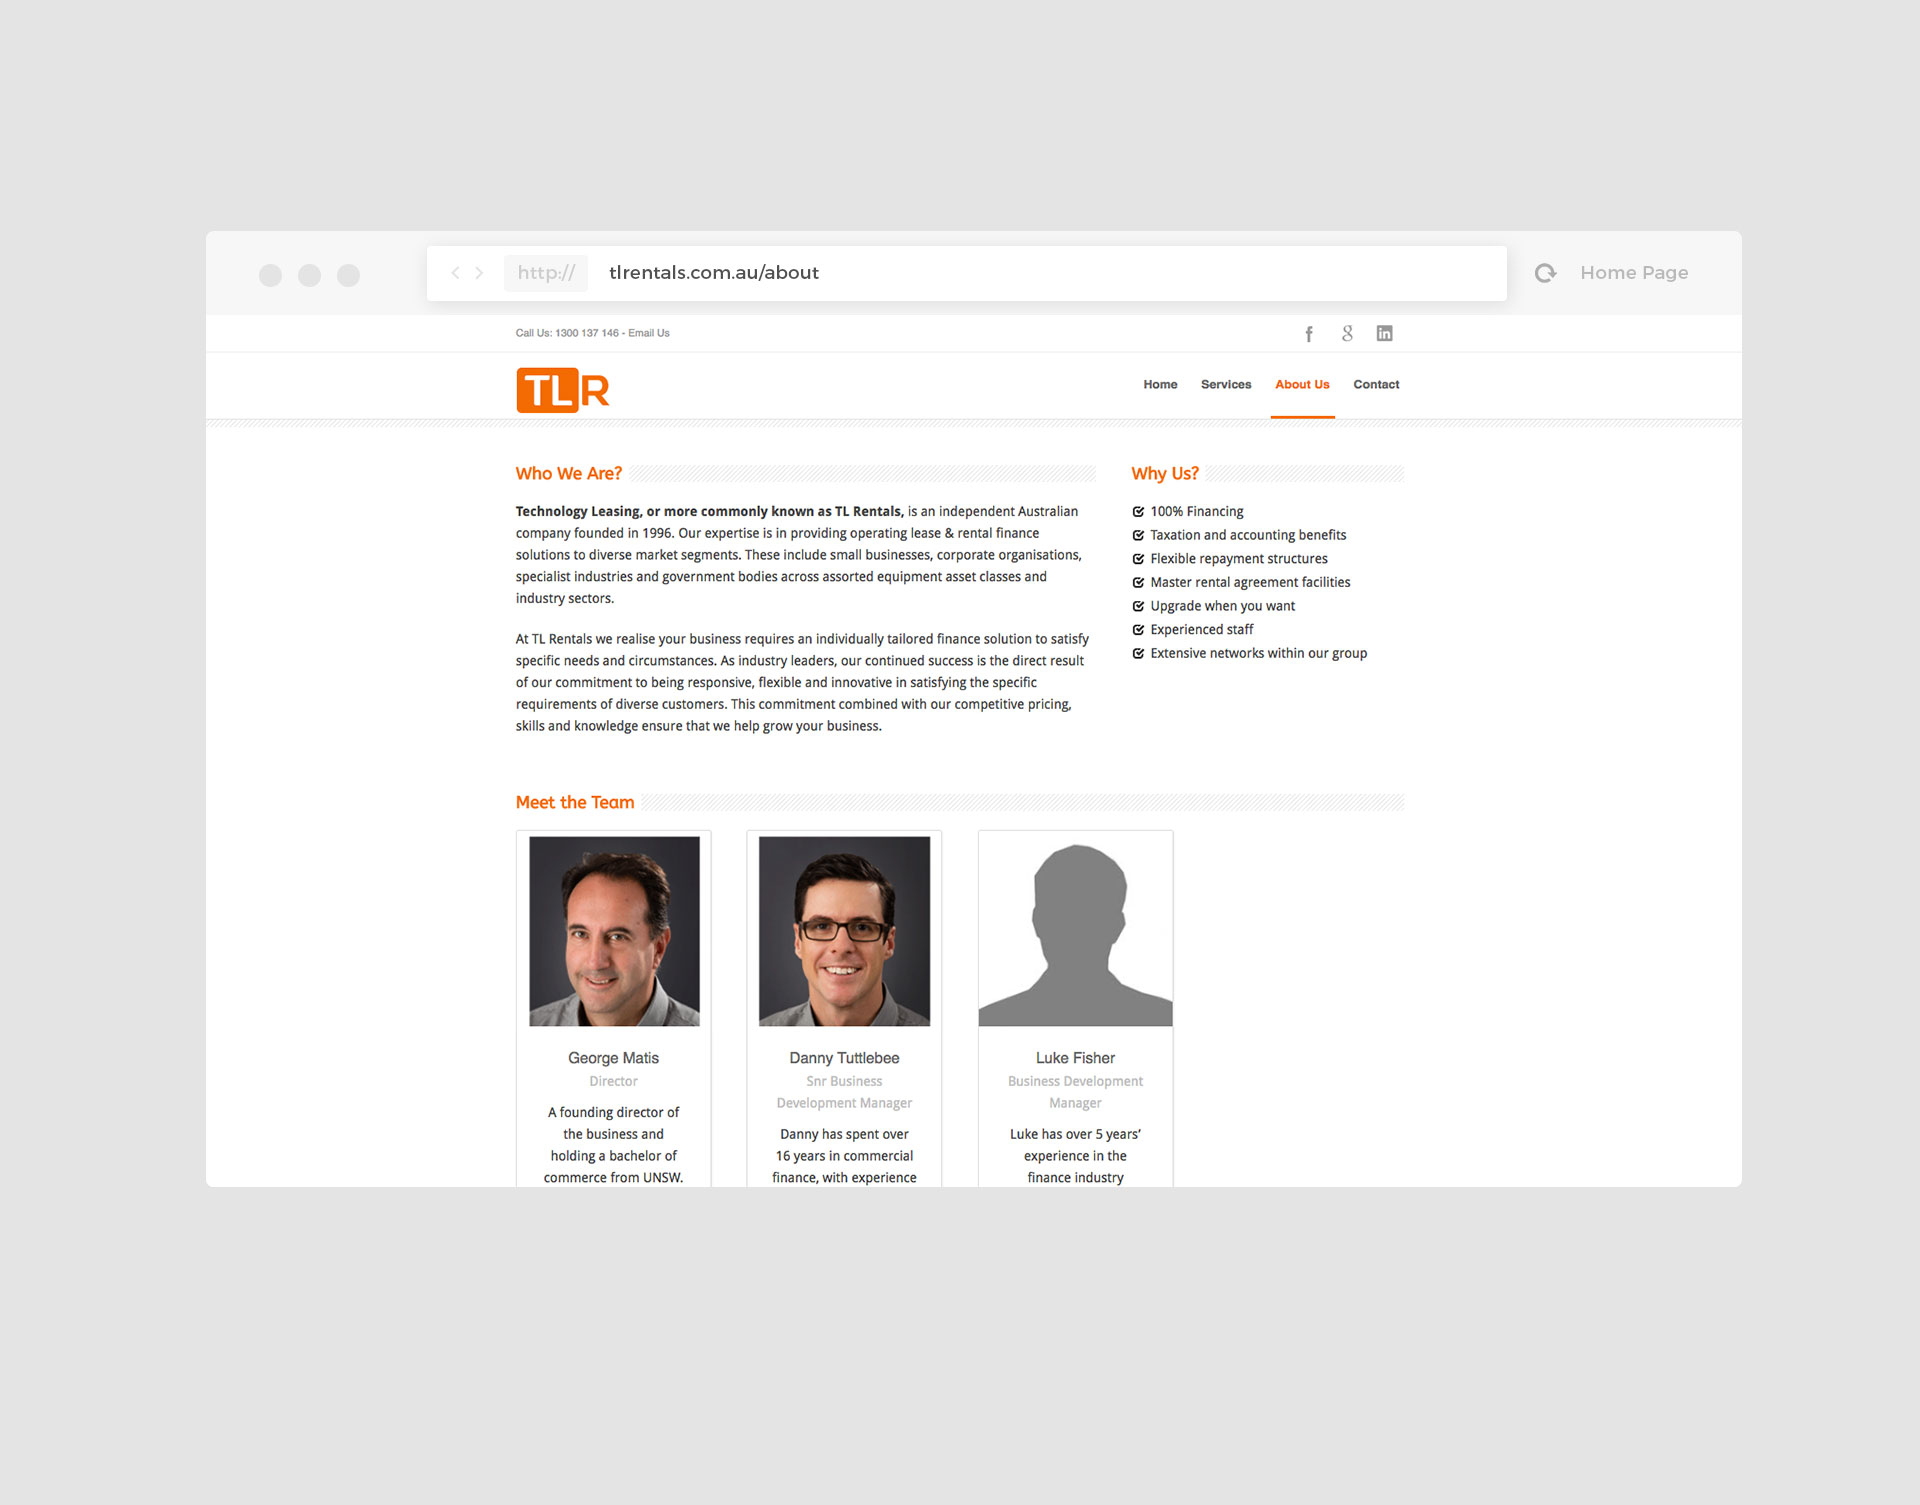 http:// tlrentals.com.au/about Home Page
Call Us: 1300 137 146 - Email Us
TLR
Home Services About Us Contact
Who We Are?
Technology Leasing, or more commonly known as TL Rentals, is an independent Australian
company founded in 1996. Our expertise is in providing operating lease & rental finance
solutions to diverse market segments. These include small businesses, corporate organisations,
specialist industries and government bodies across assorted equipment asset classes and
industry sectors.
At TL Rentals we realise your business requires an individually tailored finance solution to satisfy
specific needs and circumstances. As industry leaders, our continued success is the direct result
of our commitment to being responsive, flexible and innovative in satisfying the specific
requirements of diverse customers. This commitment combined with our competitive pricing,
skills and knowledge ensure that we help grow your business.
Why Us?
100% Financing
Taxation and accounting benefits
Flexible repayment structures
Master rental agreement facilities
Upgrade when you want
Experienced staff
Extensive networks within our group
Meet the Team
George Matis
Director
A founding director of
the business and
holding a bachelor of
commerce from UNSW.
Danny Tuttlebee
Snr Business
Development Manager
Danny has spent over
16 years in commercial
finance, with experience
Luke Fisher
Business Development
Manager
Luke has over 5 years’
experience in the
finance industry